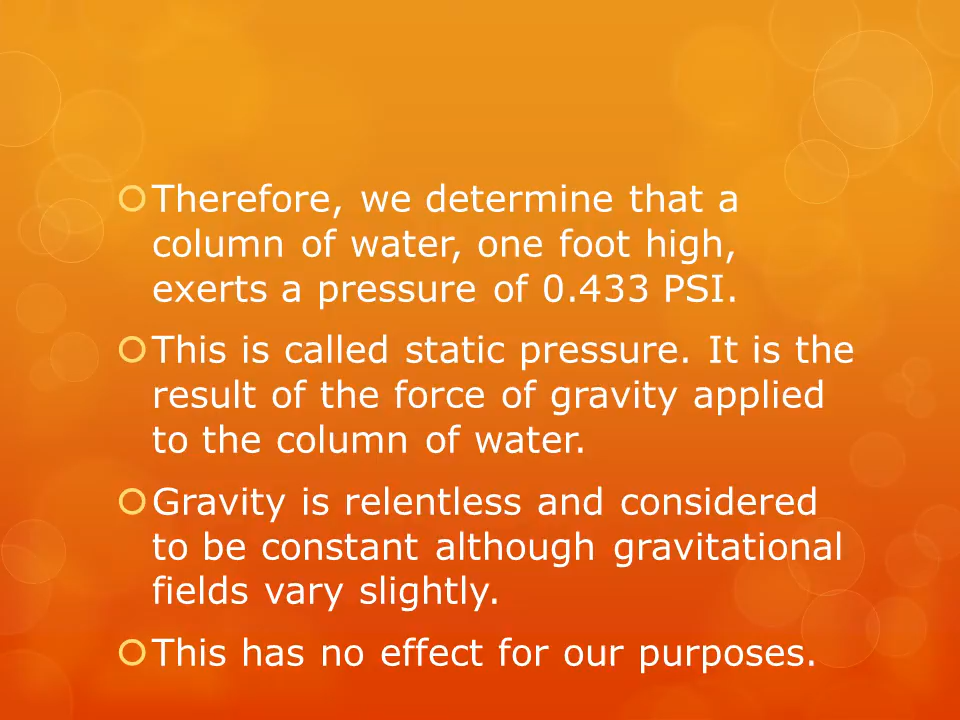 Therefore, we determine that a
column of water, one foot high,
exerts a pressure of 0.433 PSI.
This is called static pressure. It is the
result of the force of gravity applied
to the column of water.
Gravity is relentless and considered
to be constant although gravitational
fields vary slightly.
This has no effect for our purposes.